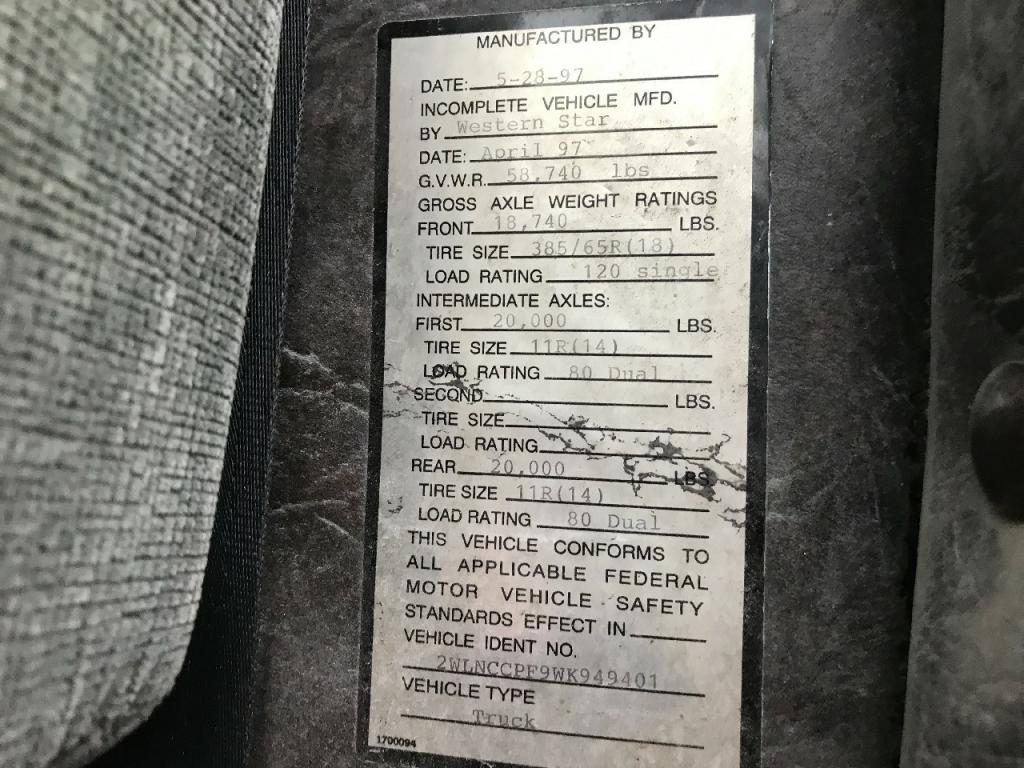 MANUFACTURED BY
DATE: 5-28-97
INCOMPLETE VEHICLE MFD.
BY Western Star
DATE: April 97
G.V.W.R. 58,740 lbs
GROSS AXLE WEIGHT RATINGS
FRONT 18,740 LBS.
TIRE SIZE 385/65R(18)
LOAD RATING 120 single
INTERMEDIATE AXLES:
FIRST 20,000 LBS.
TIRE SIZE 11R(14)
LOAD RATING 80 Dual
SECOND LBS.
TIRE SIZE
LOAD RATING
REAR 20,000 LBS
TIRE SIZE 11R(14)
LOAD RATING 80 Dual
THIS VEHICLE CONFORMS TO
ALL APPLICABLE FEDERAL
MOTOR VEHICLE SAFETY
STANDARDS EFFECT IN
VEHICLE IDENT NO.
2WLNCCPF9WK949401
VEHICLE TYPE
Truck
1700094